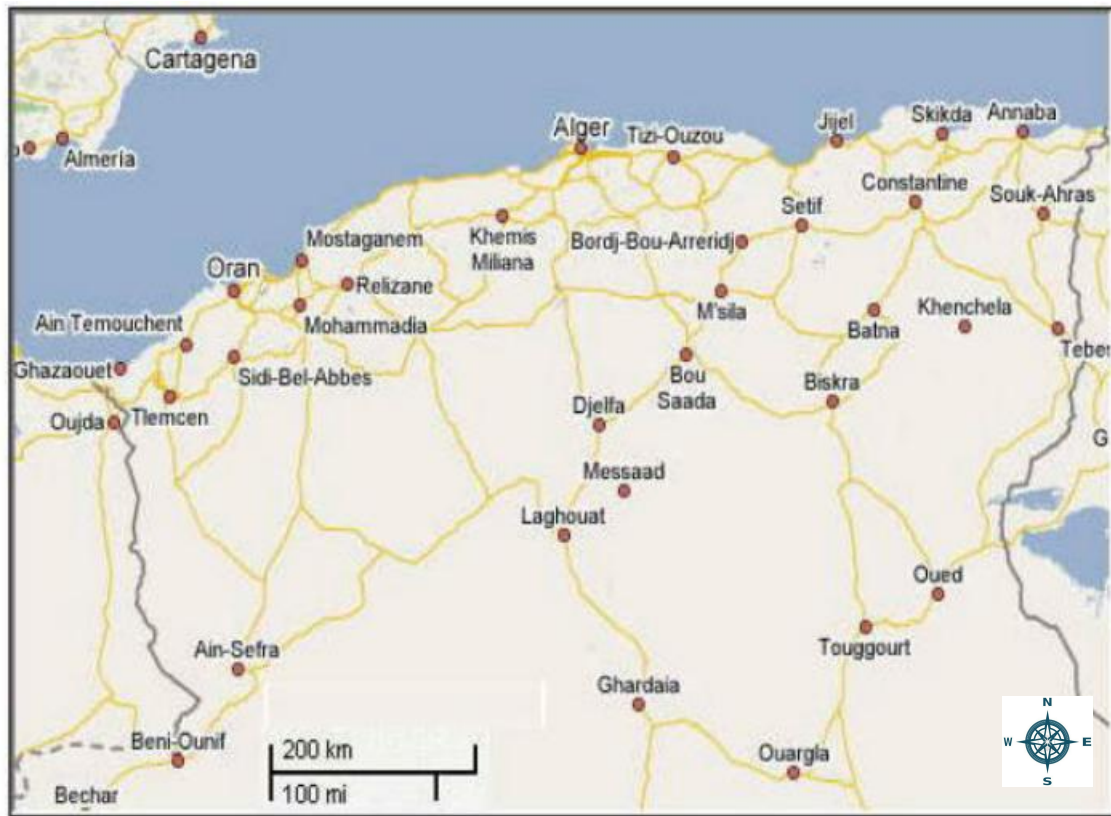 Cartagena
Almería
Alger
Tizi-Ouzou
Jijel
Skikda
Annaba
Constantine
Souk-Ahras
Setif
Bordj-Bou-Arreridj
Khemis
Miliana
Mostaganem
Oran
Relizane
Mohammadia
M'sila
Batna
Khenchela
Ain Temouchent
Ghazaouet
Sidi-Bel-Abbes
Teber
Bou
Saada
Biskra
Oujda
Tlemcen
Djelfa
G
Messaad
Laghouat
Oued
Touggourt
Ain-Sefra
Ghardaia
Beni-Ounif
Ouargla
Bechar
200 km
100 mi
N
W
E
S